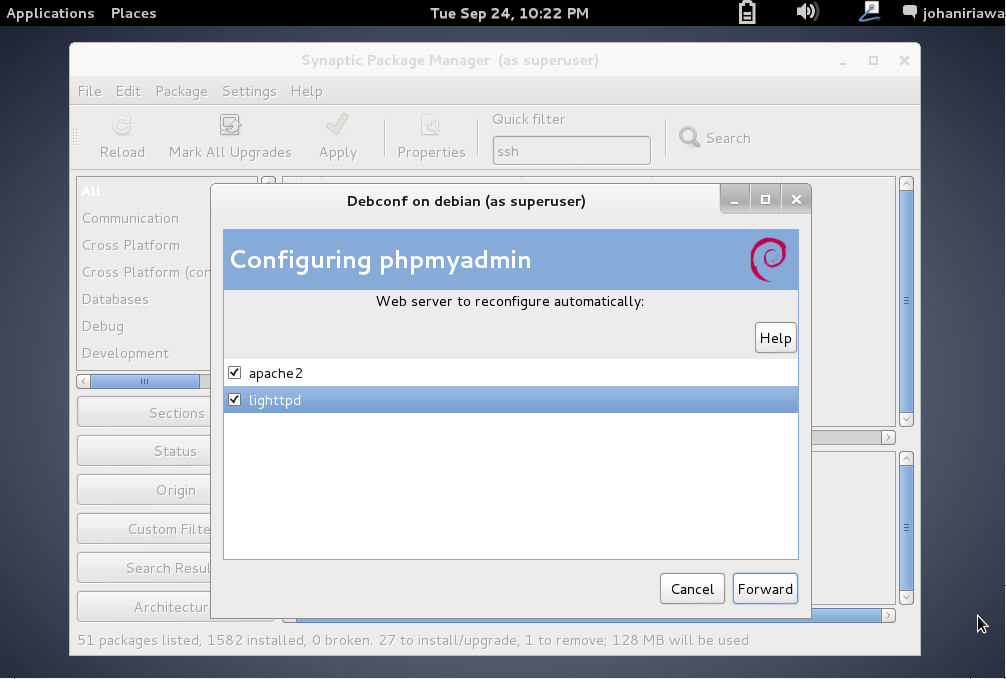 Applications Places Tue Sep 24, 10:22 PM johaniriawa
Synaptic Package Manager (as superuser)
File Edit Package Settings Help
Reload Mark All Upgrades Apply Properties Quick filter Search
ssh
Debconf on debian (as superuser)
Configuring phpmyadmin
Web server to reconfigure automatically:
Help
apache2
lighttpd
Cancel Forward
All
Communication
Cross Platform
Cross Platform (con
Databases
Debug
Development
Sections
Status
Origin
Custom Filte
Search Resul
Architectur
51 packages listed, 1582 installed, 0 broken. 27 to install/upgrade, 1 to remove; 128 MB will be used